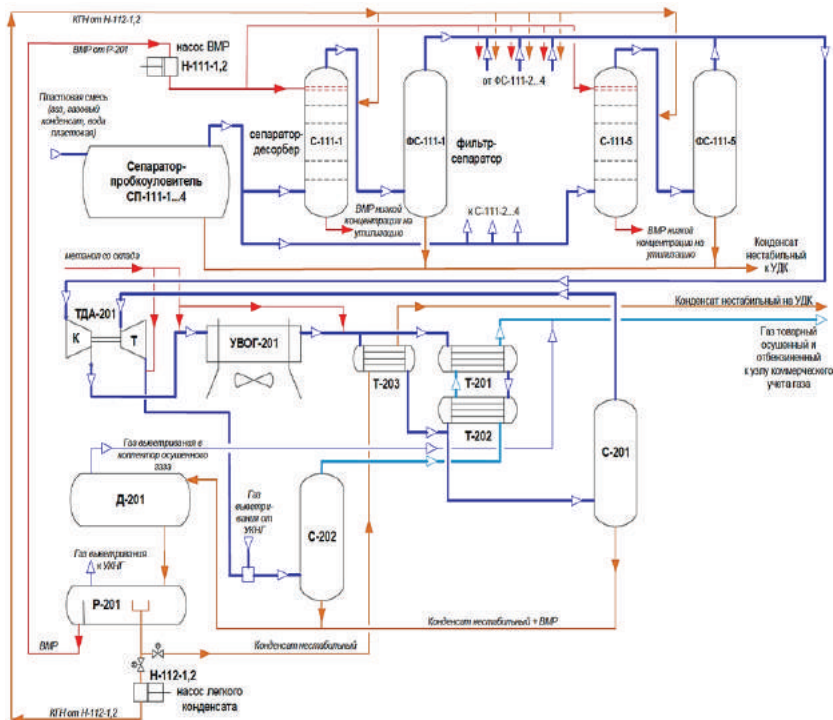 КГН от Н-112-1,2
ВМР от Р-201
насос ВМР
Н-111-1,2
от ФС-111-2...4
Пластовая смесь
(газ, газовый
конденсат, вода
пластовая)
сепаратор-
десорбер
С-111-1
ФС-111-1
фильтр-
сепаратор
С-111-5
ФС-111-5
Сепаратор-
пробкоуловитель
СП-111-1...4
ВМР низкой
концентрации на
утилизацию
к С-111-2...4
ВМР низкой
концентрации на
утилизацию
Конденсат
нестабильный
к УДК
метанол со склада
ТДА-201
К
Т
УВОГ-201
Т-203
Т-201
Т-202
Конденсат нестабильный на УДК
Газ товарный
осушенный и
отбензиненный
к узлу коммерческого
учета газа
С-201
Газ выветривания в
коллектор осушенного
газа
Д-201
Газ
выветри-
вания от
УКНГ
С-202
Газ выветривания
к УКНГ
Р-201
ВМР
Конденсат нестабильный
Конденсат нестабильный + ВМР
Н-112-1,2
насос легкого
конденсата
КГН от Н-112-1,2